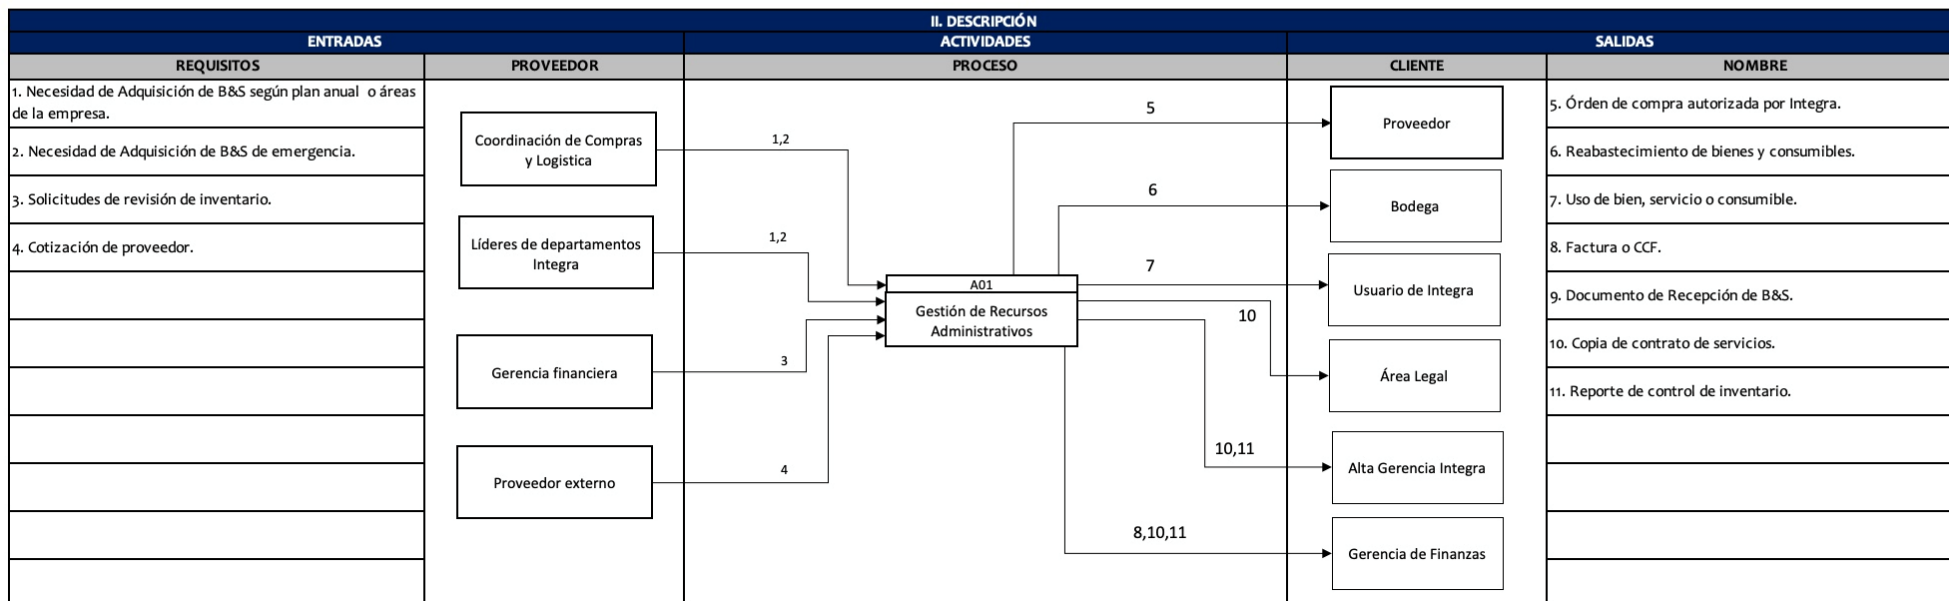 II. DESCRIPCIÓN
ENTRADAS
ACTIVIDADES
SALIDAS
REQUISITOS
PROVEEDOR
PROCESO
CLIENTE
NOMBRE
1. Necesidad de Adquisición de B&S según plan anual o áreas
de la empresa.
2. Necesidad de Adquisición de B&S de emergencia.
3. Solicitudes de revisión de inventario.
4. Cotización de proveedor.
Coordinación de Compras
y Logistica
Líderes de departamentos
Integra
Gerencia financiera
Proveedor externo
1,2
1,2
3
4
A01
Gestión de Recursos
Administrativos
5
6
7
10
10,11
8,10,11
Proveedor
Bodega
Usuario de Integra
Área Legal
Alta Gerencia Integra
Gerencia de Finanzas
5. Órden de compra autorizada por Integra.
6. Reabastecimiento de bienes y consumibles.
7. Uso de bien, servicio o consumible.
8. Factura o CCF.
9. Documento de Recepción de B&S.
10. Copia de contrato de servicios.
11. Reporte de control de inventario.